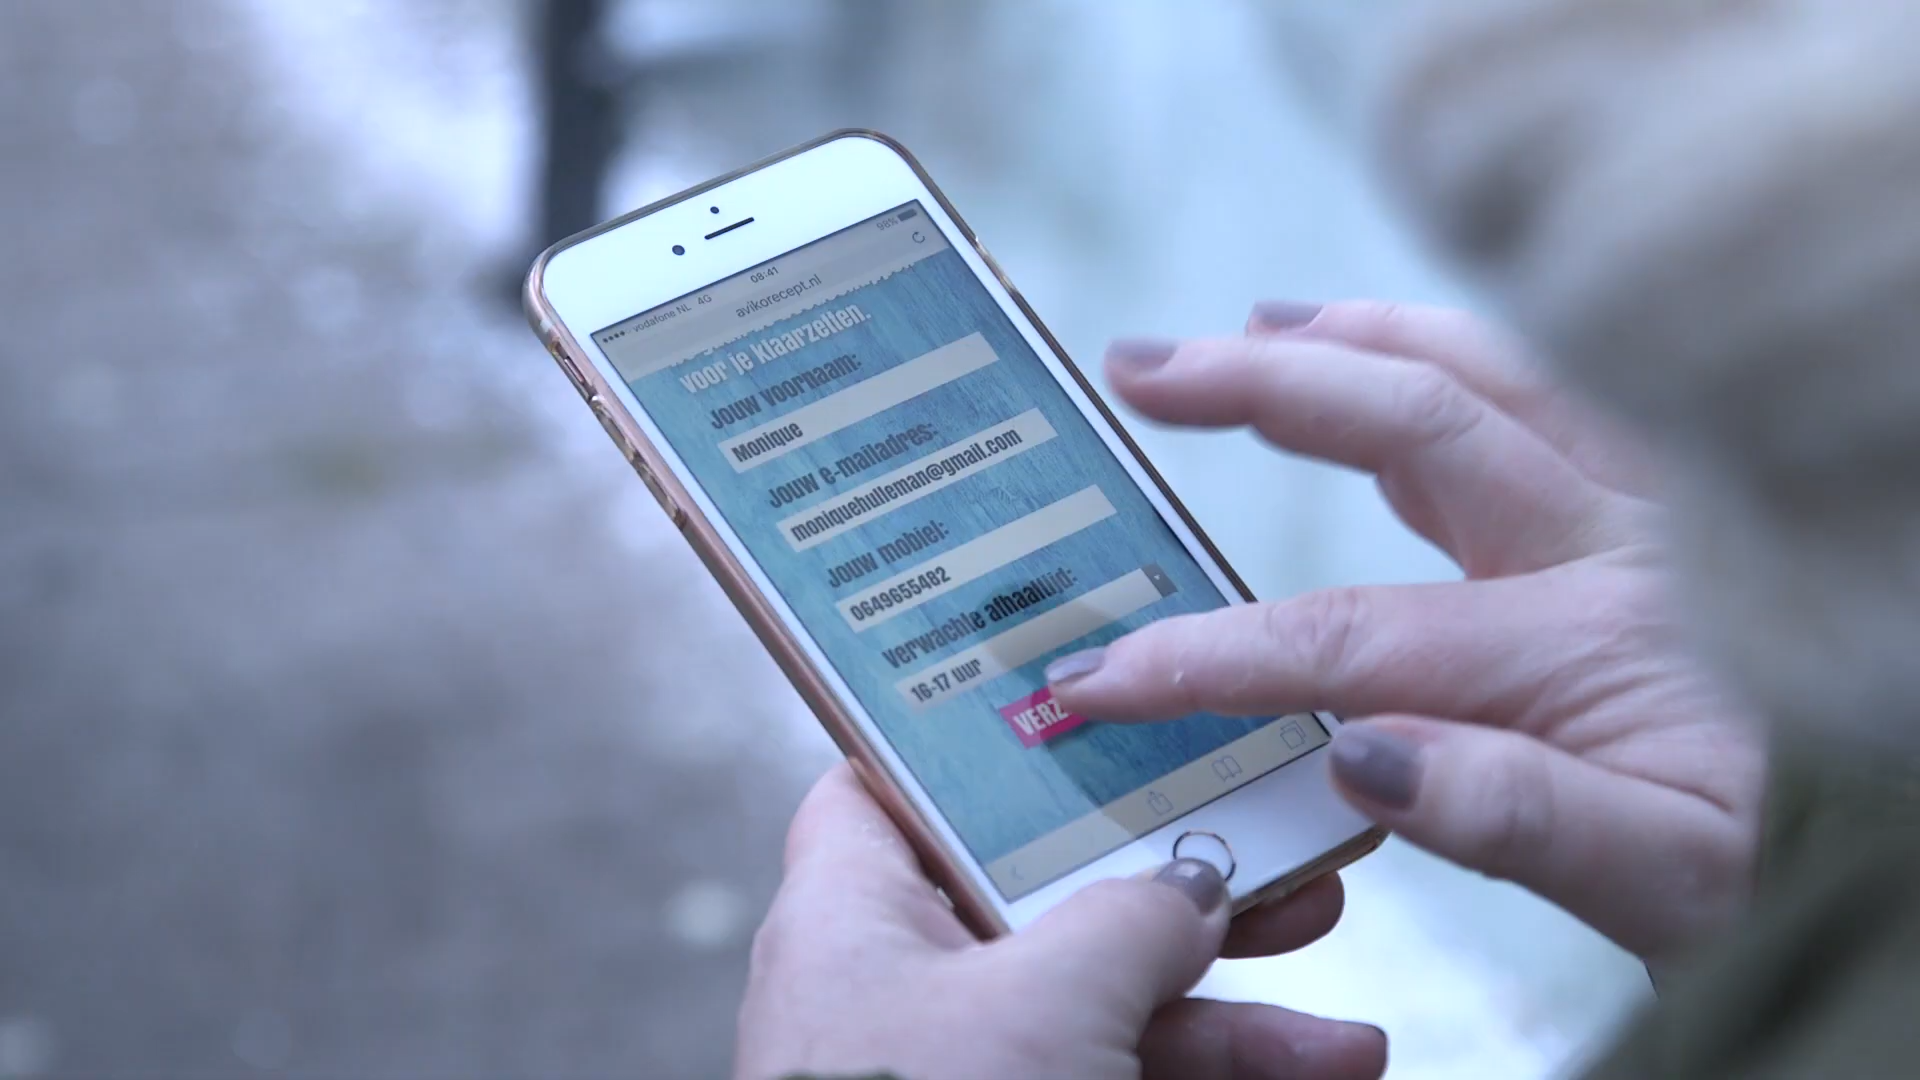 vodafone NL 4G 08:41 98%
avikorecept.nl
voor je klaarzetten.
Jouw voornaam:
Monique
Jouw e-mailadres:
moniquehulleman@gmail.com
Jouw mobiel:
0649655482
Verwachte afhaaltijd:
16-17 uur
VERZ